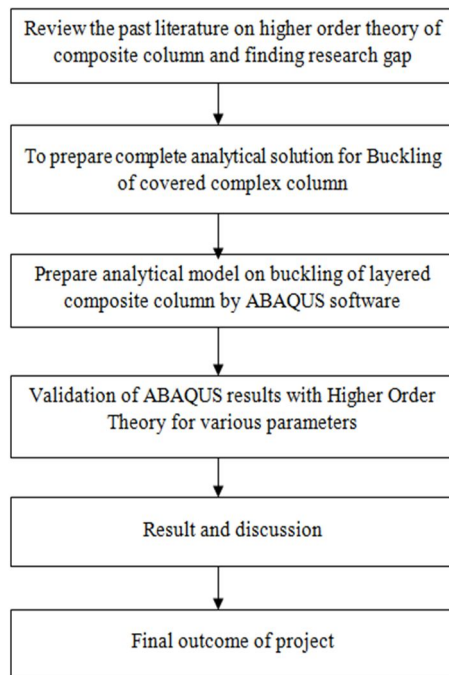 Review the past literature on higher order theory of
composite column and finding research gap
To prepare complete analytical solution for Buckling
of covered complex column
Prepare analytical model on buckling of layered
composite column by ABAQUS software
Validation of ABAQUS results with Higher Order
Theory for various parameters
Result and discussion
Final outcome of project